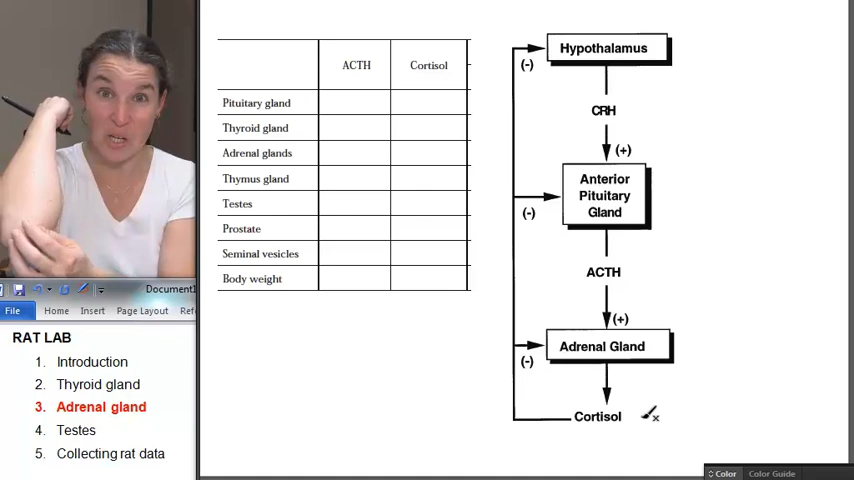 ACTH Cortisol
Pituitary gland
Thyroid gland
Adrenal glands
Thymus gland
Testes
Prostate
Seminal vesicles
Body weight
Hypothalamus
(-)
CRH
(+)
Anterior
Pituitary
Gland
(-)
ACTH
(+)
Adrenal Gland
(-)
Cortisol
Document1
File Home Insert Page Layout Ref
RAT LAB
1. Introduction
2. Thyroid gland
3. Adrenal gland
4. Testes
5. Collecting rat data
Color Color Guide